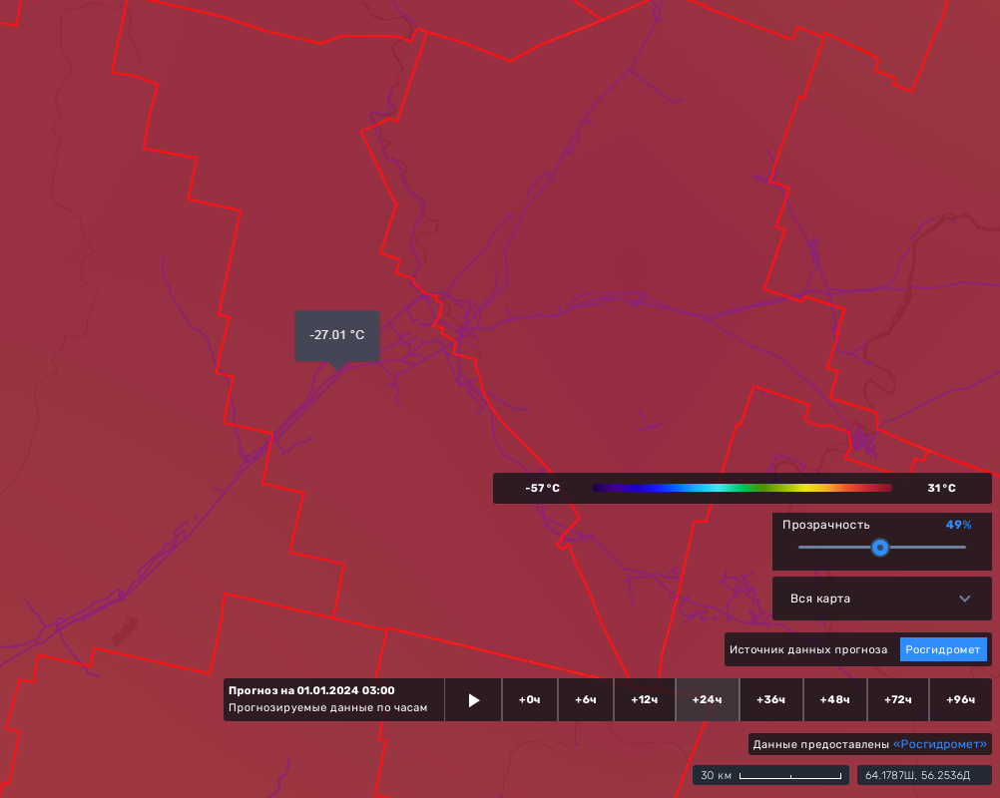 -27.01 °C
-57°C 31°C
Прозрачность 49%
Вся карта
Источник данных прогноза Росгидромет
Прогноз на 01.01.2024 03:00
Прогнозируемые данные по часам
+0ч +6ч +12ч +24ч +36ч +48ч +72ч +96ч
Данные предоставлены «Росгидромет»
30 км 64.1787Ш, 56.2536Д